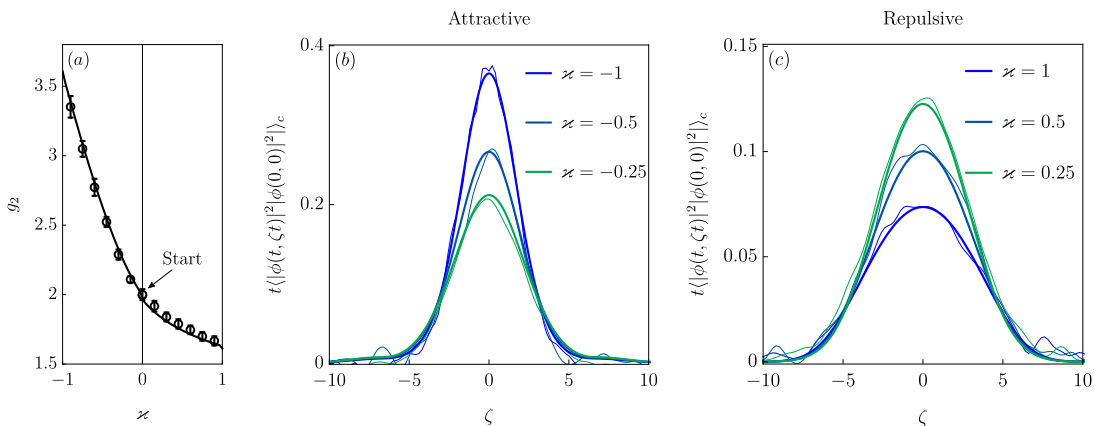 Attractive
Repulsive
(a)
g₂
3.5
3
2.5
2
1.5
Start
−1
0
1
ϰ
(b)
t⟨|ϕ(t, ζt)|²|ϕ(0, 0)|²|⟩_c
0.4
0.2
0
ϰ = −1
ϰ = −0.5
ϰ = −0.25
−10
−5
0
5
10
ζ
(c)
t⟨|ϕ(t, ζt)|²|ϕ(0, 0)|²|⟩_c
0.15
0.1
0.05
0
ϰ = 1
ϰ = 0.5
ϰ = 0.25
−10
−5
0
5
10
ζ